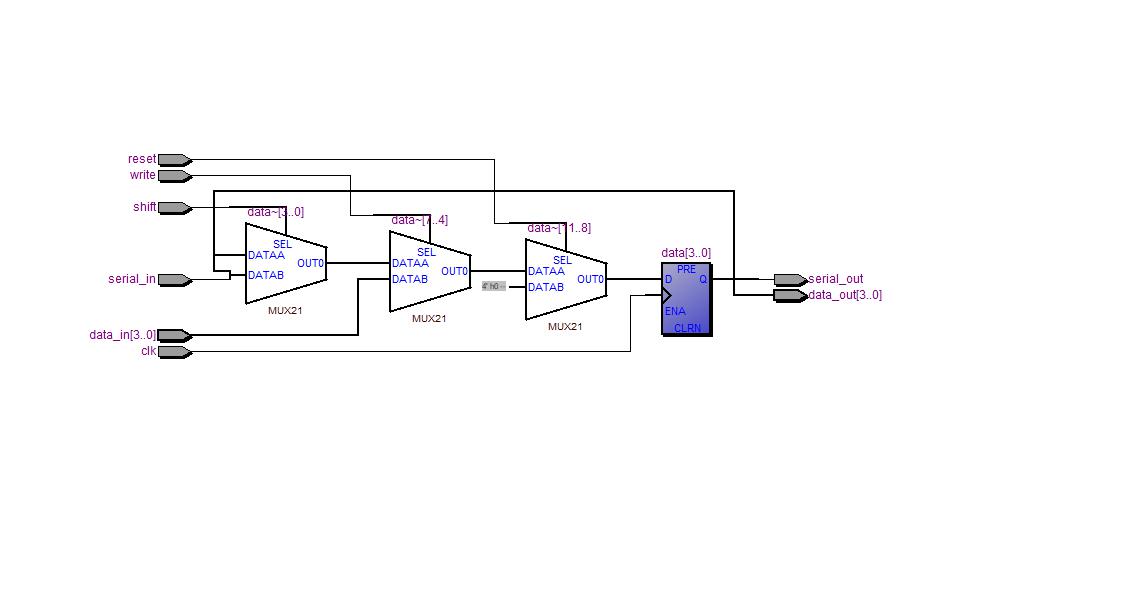 reset
write
shift
serial_in
data_in[3..0]
clk
data~[3..0]
SEL
DATAA
DATAB
OUT0
MUX21
data~[7..4]
SEL
DATAA
DATAB
OUT0
MUX21
4' h0 --
data~[11..8]
SEL
DATAA
DATAB
OUT0
MUX21
data[3..0]
PRE
D
Q
ENA
CLRN
serial_out
data_out[3..0]